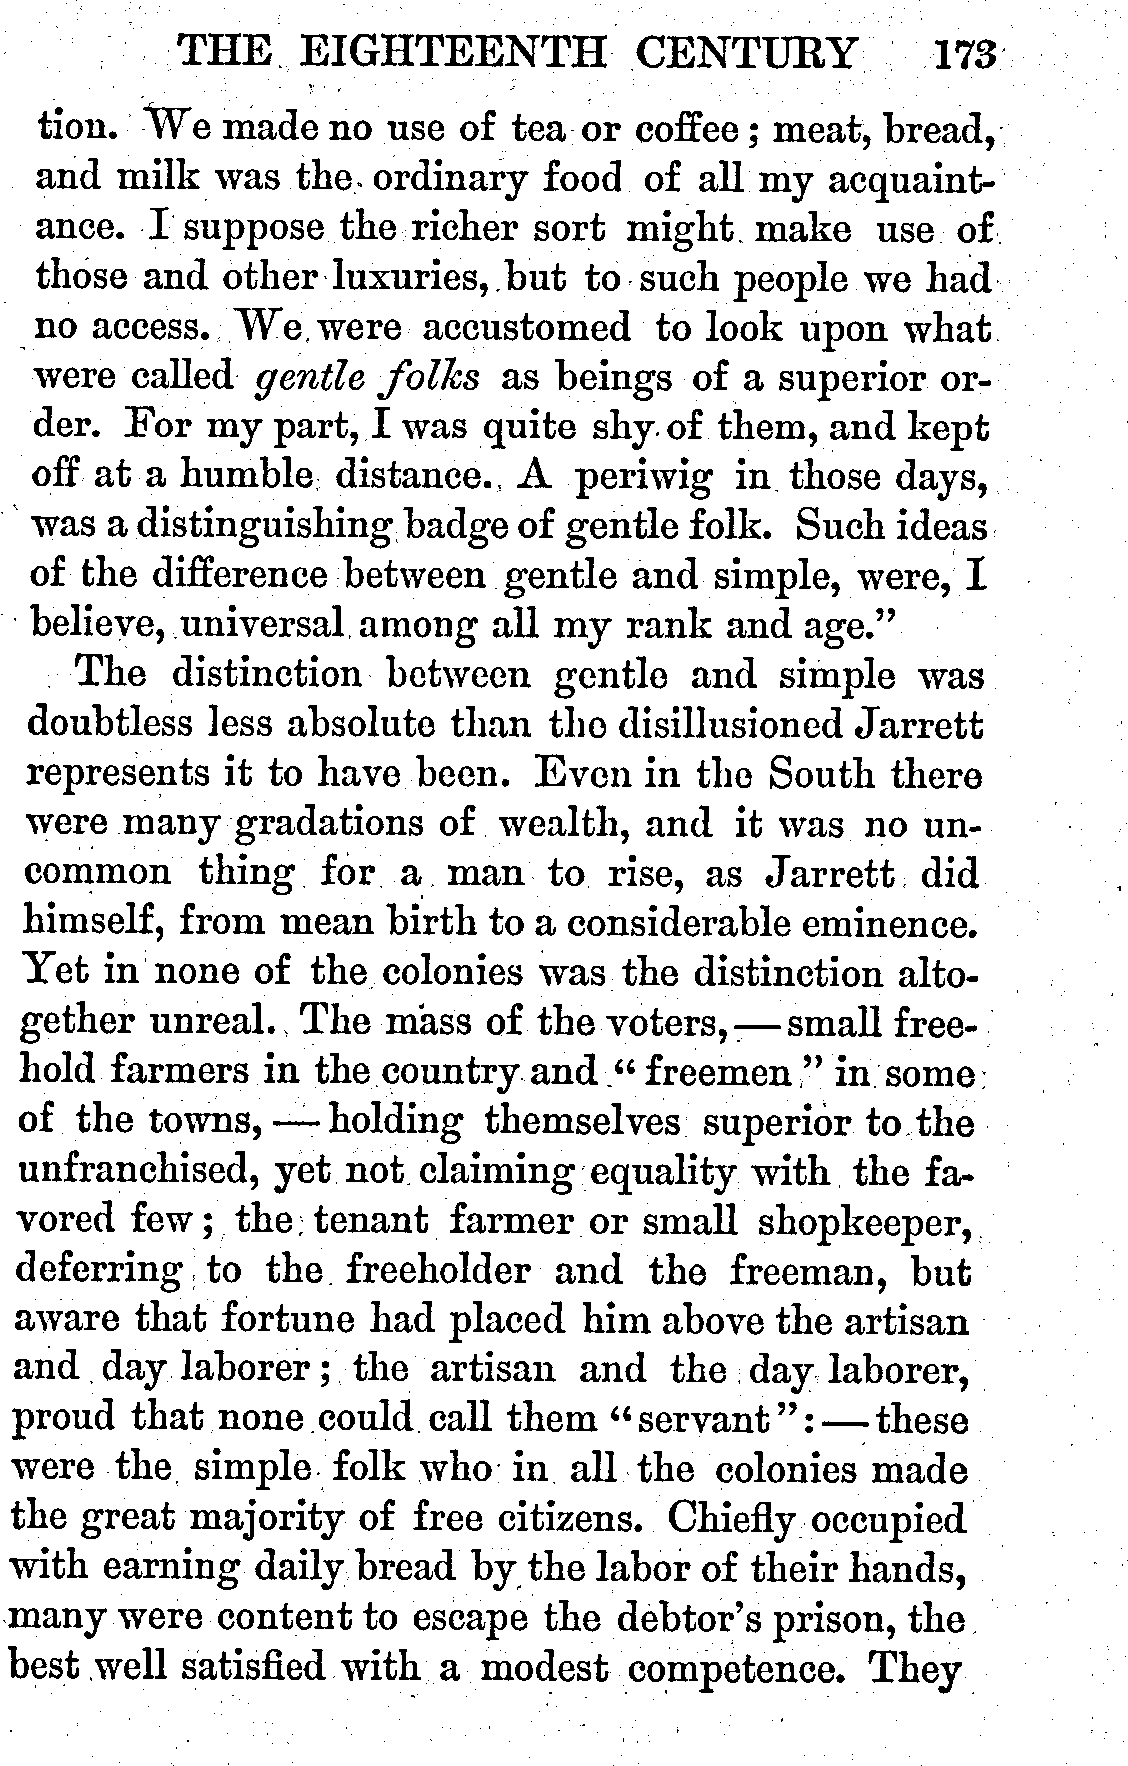 THE EIGHTEENTH CENTURY 173
tion. We made no use of tea or coffee; meat, bread,
and milk was the ordinary food of all my acquaint-
ance. I suppose the richer sort might make use of
those and other luxuries, but to such people we had
no access. We were accustomed to look upon what
were called gentle folks as beings of a superior or-
der. For my part, I was quite shy of them, and kept
off at a humble distance. A periwig in those days,
was a distinguishing badge of gentle folk. Such ideas
of the difference between gentle and simple, were, I
believe, universal among all my rank and age.”
The distinction between gentle and simple was
doubtless less absolute than the disillusioned Jarrett
represents it to have been. Even in the South there
were many gradations of wealth, and it was no un-
common thing for a man to rise, as Jarrett did
himself, from mean birth to a considerable eminence.
Yet in none of the colonies was the distinction alto-
gether unreal. The mass of the voters,—small free-
hold farmers in the country and “freemen” in some
of the towns,—holding themselves superior to the
unfranchised, yet not claiming equality with the fa-
vored few; the tenant farmer or small shopkeeper,
deferring to the freeholder and the freeman, but
aware that fortune had placed him above the artisan
and day laborer; the artisan and the day laborer,
proud that none could call them “servant”:—these
were the simple folk who in all the colonies made
the great majority of free citizens. Chiefly occupied
with earning daily bread by the labor of their hands,
many were content to escape the debtor’s prison, the
best well satisfied with a modest competence. They